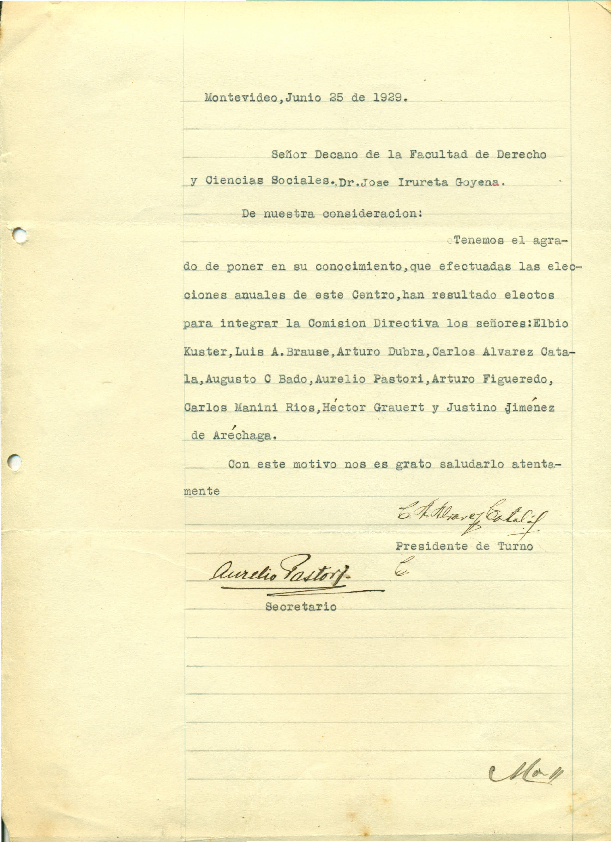 Montevideo,Junio 25 de 1929.
Señor Decano de la Facultad de Derecho
y Ciencias Sociales.Dr.Jose Irureta Goyena.
De nuestra consideracion:
Tenemos el agra-
do de poner en su conocimiento,que efectuadas las elec-
ciones anuales de este Centro,han resultado electos
para integrar la Comision Directiva los señores:Elbio
Kuster,Luis A.Brause,Arturo Dubra,Carlos Alvarez Cata-
la,Augusto C Bado,Aurelio Pastori,Arturo Figueredo,
Carlos Manini Rios,Héctor Grauert y Justino Jiménez
de Aréchaga.
Con este motivo nos es grato saludarlo atenta-
mente
C A Alvarez Catalá
Presidente de Turno
Aurelio Pastori
Secretario